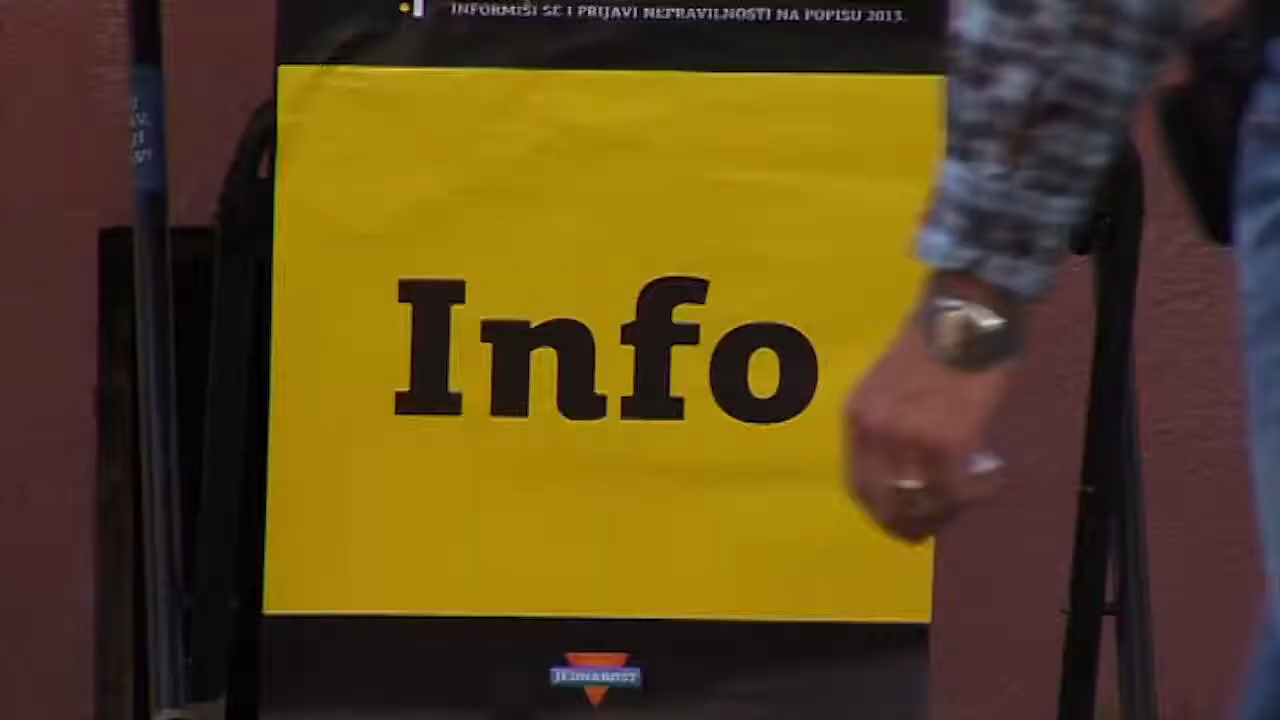 INFORMIŠI SE I PRIJAVI NEPRAVILNOSTI NA POPISU 2013.
Info
JEDNAKOST